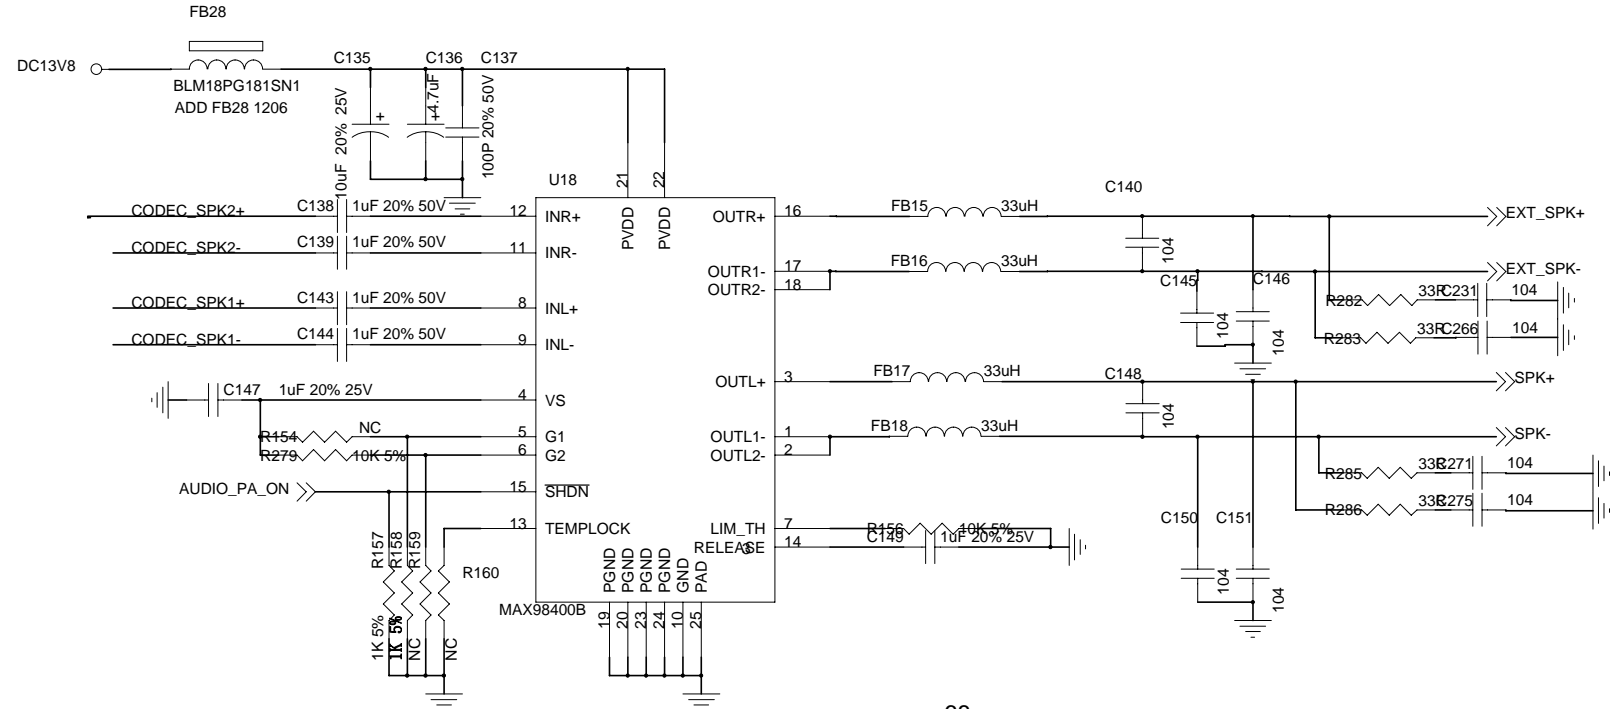 FB28
DC13V8
BLM18PG181SN1
ADD FB28 1206
C135
C136
C137
10uF 20% 25V
+
4.7uF
+
100P 20% 50V
U18
21
22
PVDD
PVDD
CODEC_SPK2+
C138
1uF 20% 50V
12
INR+
CODEC_SPK2-
C139
1uF 20% 50V
11
INR-
CODEC_SPK1+
C143
1uF 20% 50V
8
INL+
CODEC_SPK1-
C144
1uF 20% 50V
9
INL-
C147
1uF 20% 25V
4
VS
R154
NC
5
G1
R279
10K 5%
6
G2
AUDIO_PA_ON
15
SHDN
13
TEMPLOCK
R157
R158
R159
R160
1K 5%
1K 5%
NC
NC
MAX98400B
PGND
PGND
PGND
PGND
GND
PAD
19
20
23
24
10
25
OUTR+
16
FB15
33uH
C140
104
EXT_SPK+
OUTR1-
17
FB16
33uH
EXT_SPK-
OUTR2-
18
C145
104
C146
104
R282
33R
C231
104
R283
33R
C266
104
OUTL+
3
FB17
33uH
C148
104
SPK+
OUTL1-
1
FB18
33uH
SPK-
OUTL2-
2
R285
33R
C271
104
R286
33R
C275
104
C150
104
C151
104
LIM_TH
7
R156
10K 5%
RELEASE
14
C149
1uF 20% 25V